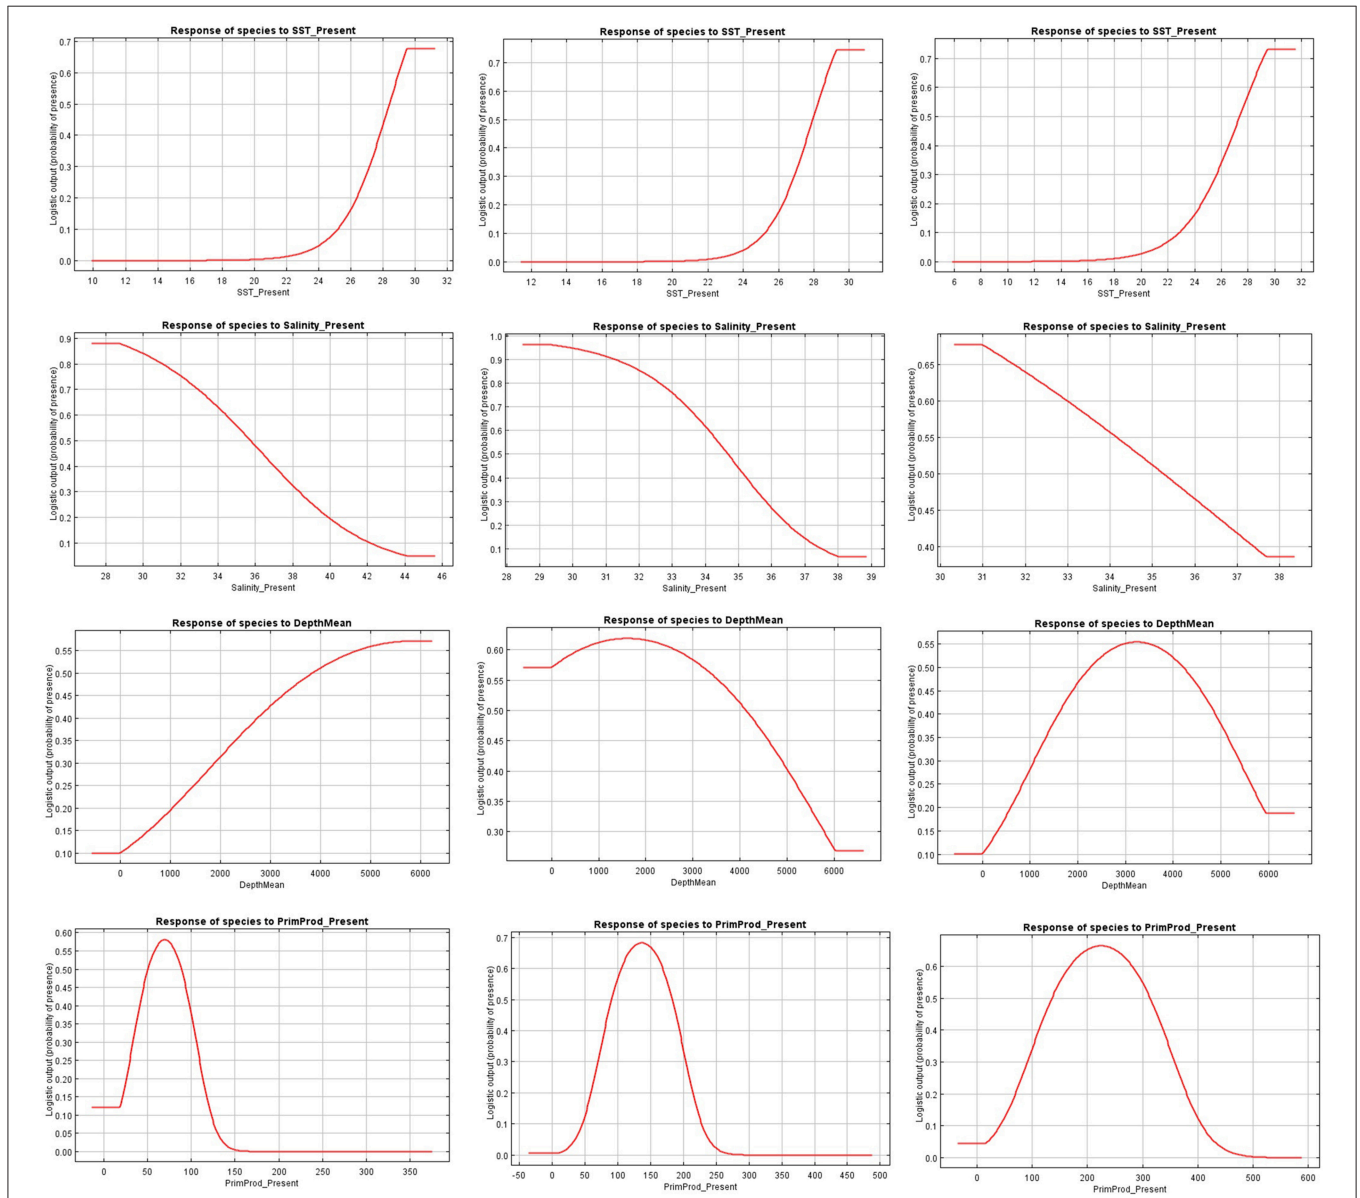 Response of species to SST_Present
Logistic output (probability of presence)
0.7
0.6
0.5
0.4
0.3
0.2
0.1
0.0
10 12 14 16 18 20 22 24 26 28 30 32
SST_Present
Response of species to SST_Present
Logistic output (probability of presence)
0.7
0.6
0.5
0.4
0.3
0.2
0.1
0.0
12 14 16 18 20 22 24 26 28 30
SST_Present
Response of species to SST_Present
Logistic output (probability of presence)
0.7
0.6
0.5
0.4
0.3
0.2
0.1
0.0
6 8 10 12 14 16 18 20 22 24 26 28 30 32
SST_Present
Response of species to Salinity_Present
Logistic output (probability of presence)
0.9
0.8
0.7
0.6
0.5
0.4
0.3
0.2
0.1
28 30 32 34 36 38 40 42 44 46
Salinity_Present
Response of species to Salinity_Present
Logistic output (probability of presence)
1.0
0.9
0.8
0.7
0.6
0.5
0.4
0.3
0.2
0.1
28 29 30 31 32 33 34 35 36 37 38 39
Salinity_Present
Response of species to Salinity_Present
Logistic output (probability of presence)
0.65
0.60
0.55
0.50
0.45
0.40
30 31 32 33 34 35 36 37 38
Salinity_Present
Response of species to DepthMean
Logistic output (probability of presence)
0.55
0.50
0.45
0.40
0.35
0.30
0.25
0.20
0.15
0.10
0 1000 2000 3000 4000 5000 6000
DepthMean
Response of species to DepthMean
Logistic output (probability of presence)
0.60
0.55
0.50
0.45
0.40
0.35
0.30
0 1000 2000 3000 4000 5000 6000
DepthMean
Response of species to DepthMean
Logistic output (probability of presence)
0.55
0.50
0.45
0.40
0.35
0.30
0.25
0.20
0.15
0.10
0 1000 2000 3000 4000 5000 6000
DepthMean
Response of species to PrimProd_Present
Logistic output (probability of presence)
0.60
0.55
0.50
0.45
0.40
0.35
0.30
0.25
0.20
0.15
0.10
0.05
0.00
0 50 100 150 200 250 300 350
PrimProd_Present
Response of species to PrimProd_Present
Logistic output (probability of presence)
0.7
0.6
0.5
0.4
0.3
0.2
0.1
0.0
-50 0 50 100 150 200 250 300 350 400 450 500
PrimProd_Present
Response of species to PrimProd_Present
Logistic output (probability of presence)
0.6
0.5
0.4
0.3
0.2
0.1
0.0
0 100 200 300 400 500 600
PrimProd_Present